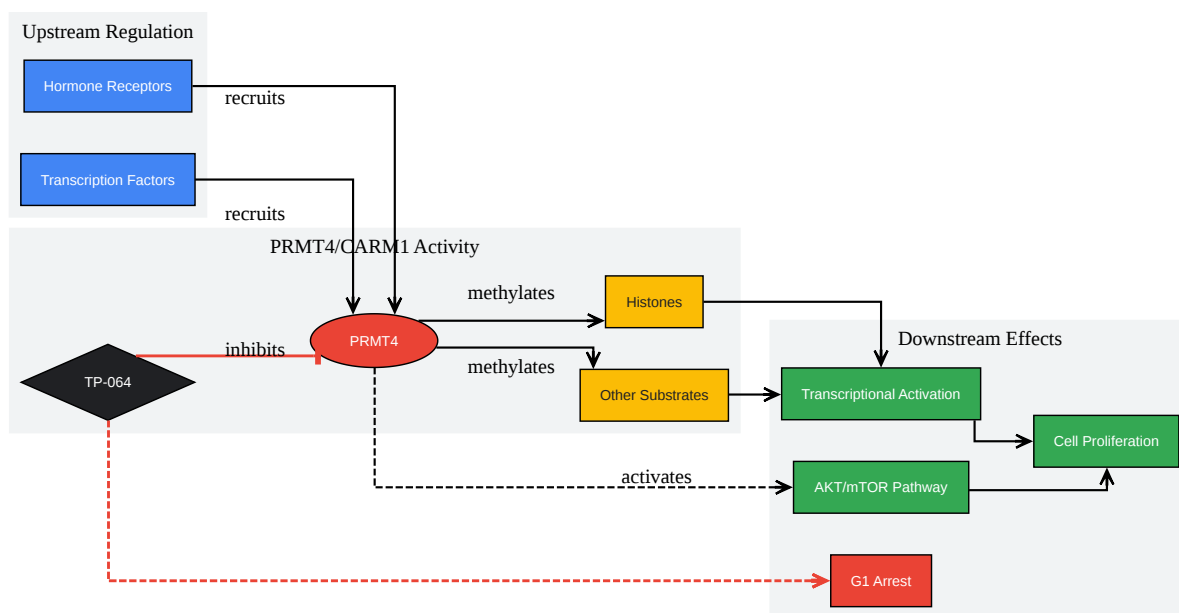 Upstream Regulation
Hormone Receptors
recruits
Transcription Factors
recruits
PRMT4/CARM1 Activity
methylates
Histones
inhibits
PRMT4
methylates
TP-064
Other Substrates
Downstream Effects
Transcriptional Activation
Cell Proliferation
activates
AKT/mTOR Pathway
G1 Arrest